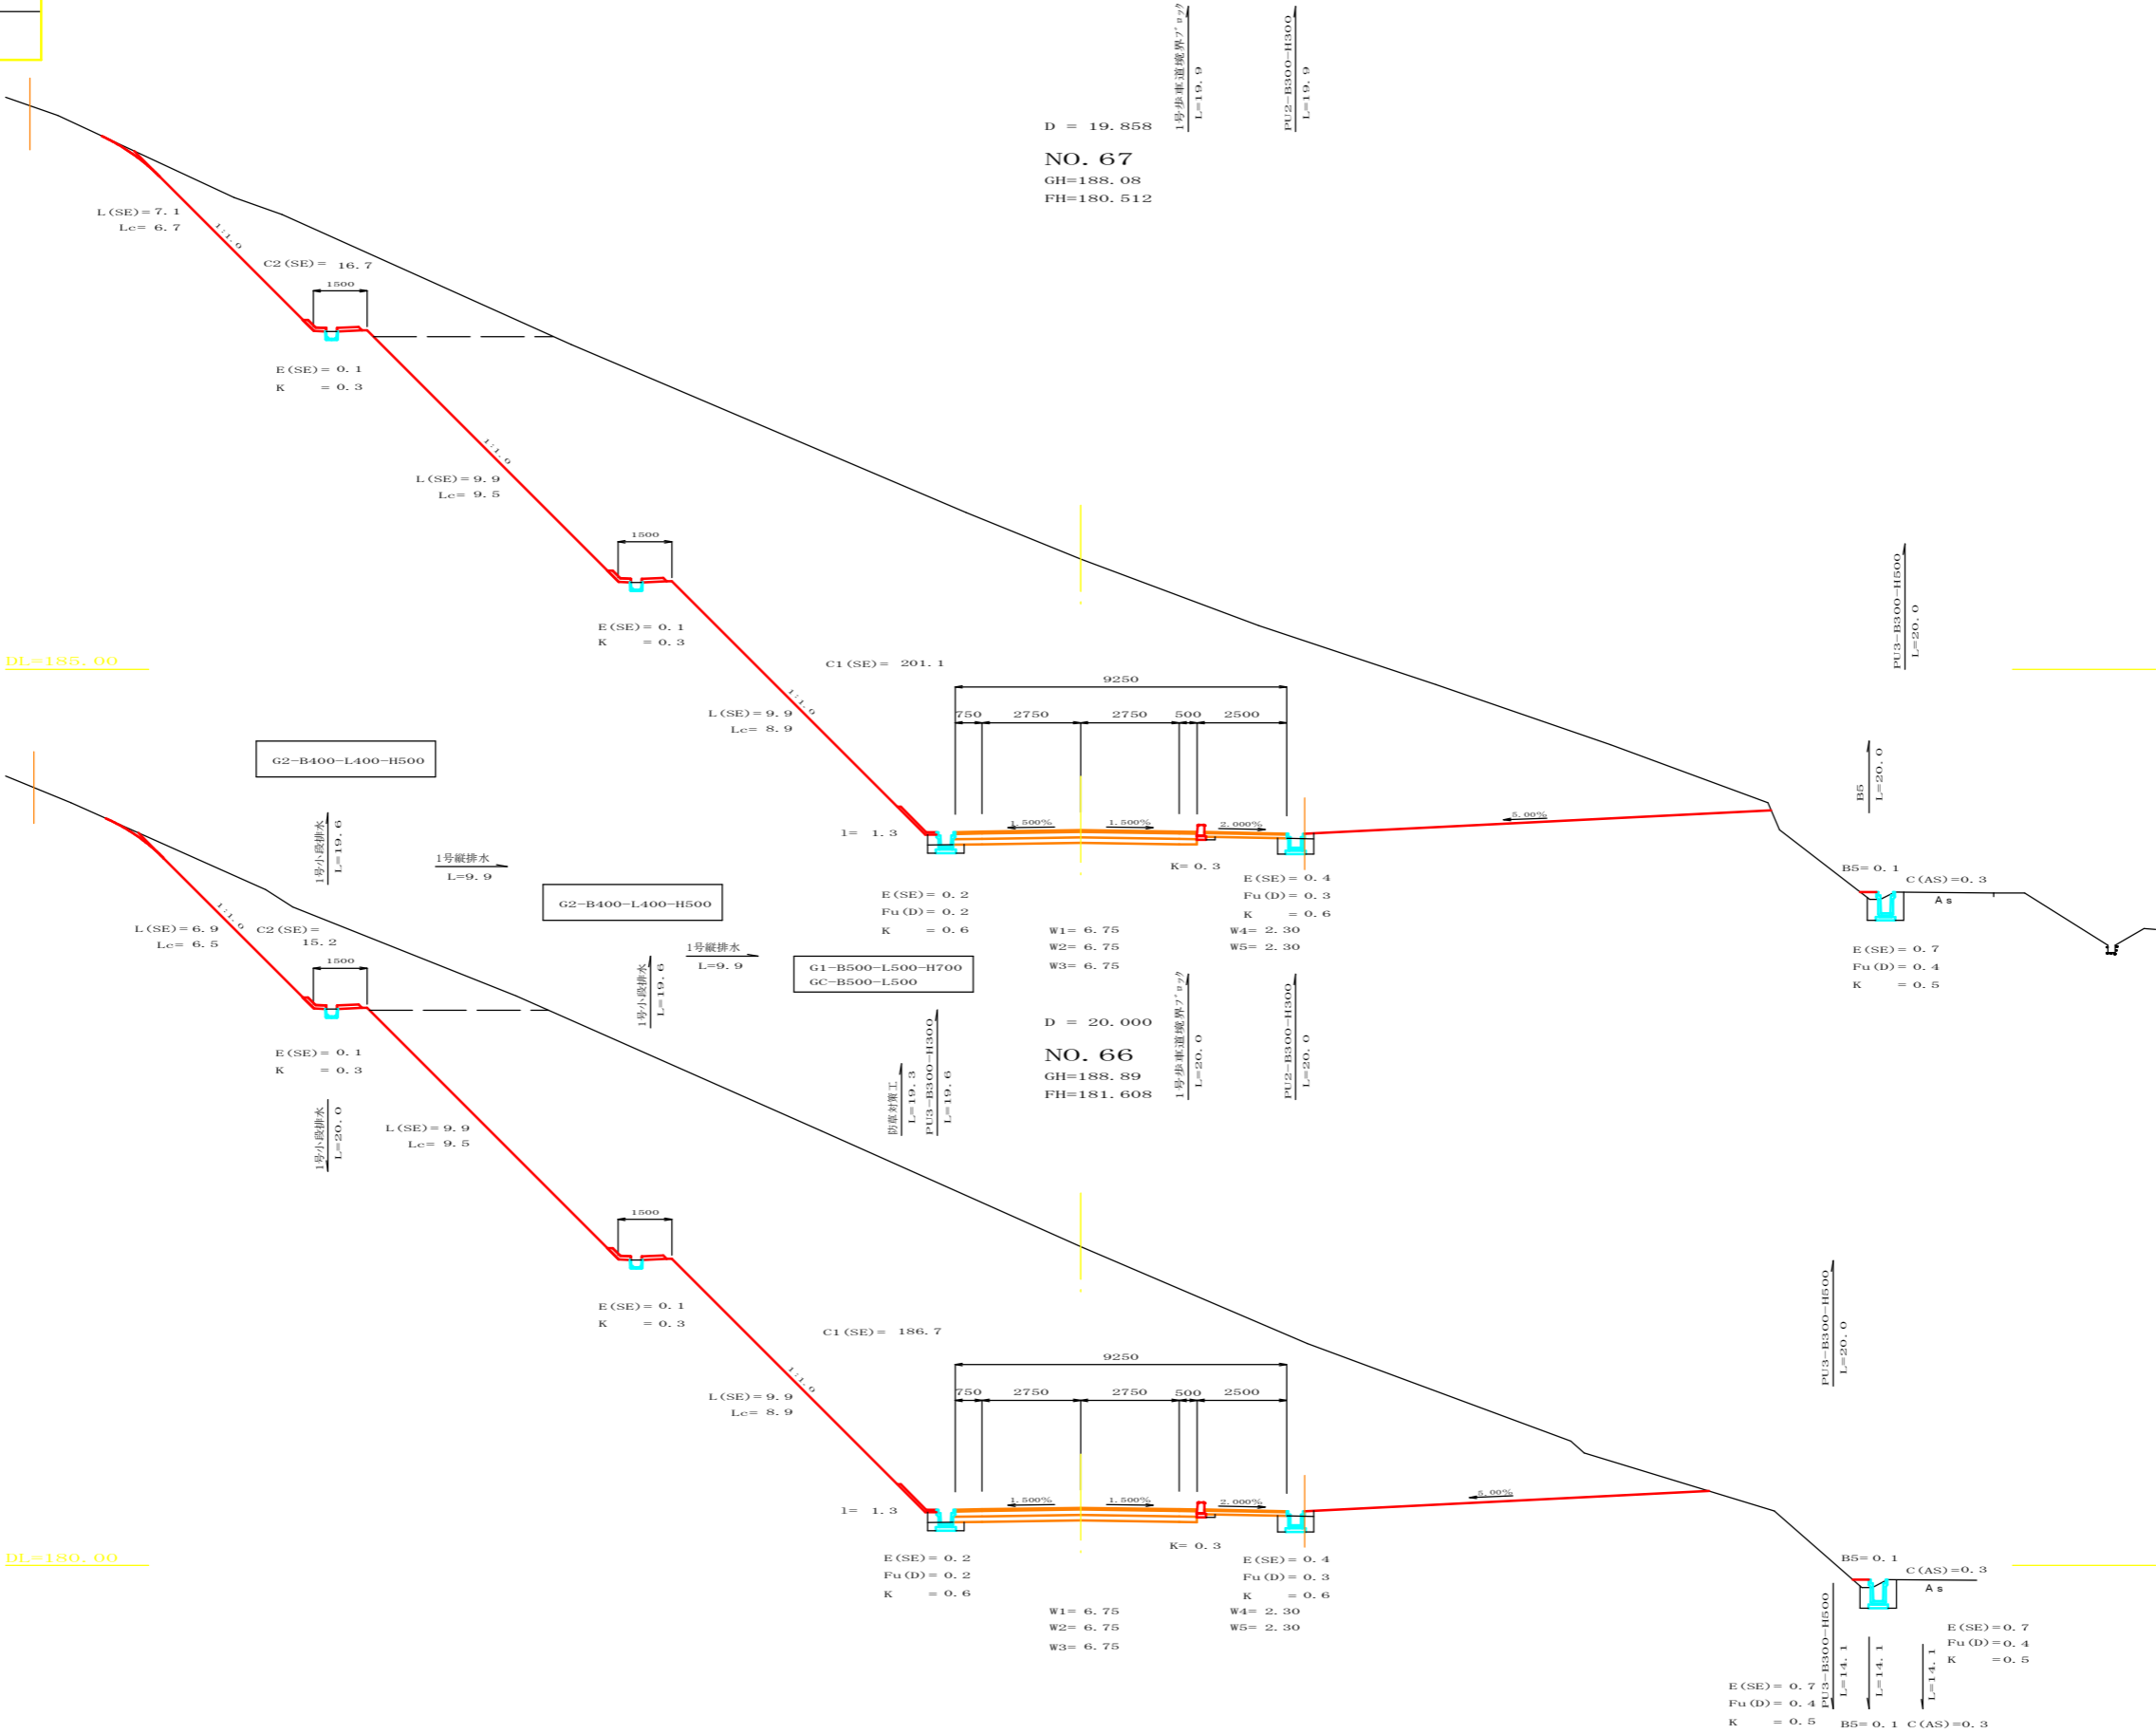 1号歩車道境界ﾌﾞﾛｯｸ
L=19.9
PU2-B300-H300
L=19.9
D = 19.858
NO. 67
GH=188.08
FH=180.512
L(SE)=7.1
Lc= 6.7
1:1.0
C2(SE)= 16.7
1500
E(SE)= 0.1
K = 0.3
1:1.0
L(SE)=9.9
Lc= 9.5
1500
E(SE)= 0.1
K = 0.3
PU3-B300-H500
L=20.0
DL=185.00
C1(SE)= 201.1
1:1.0
L(SE)=9.9
Lc= 8.9
9250
750 2750 2750 500 2500
G2-B400-L400-H500
B5
L=20.0
l= 1.3
1.500% 1.500% 2.000%
5.00%
K= 0.3
1号小段排水
L=19.6
1号縦排水
L=9.9
G2-B400-L400-H500
E(SE)= 0.2
Fu(D)= 0.2
K = 0.6
E(SE)= 0.4
Fu(D)= 0.3
K = 0.6
W1= 6.75
W2= 6.75
W3= 6.75
W4= 2.30
W5= 2.30
B5= 0.1
C(AS)=0.3
As
E(SE)= 0.7
Fu(D)= 0.4
K = 0.5
L(SE)=6.9
Lc= 6.5
1:1.0
C2(SE)=
15.2
1500
1号小段排水
L=19.6
1号縦排水
L=9.9
G1-B500-L500-H700
GC-B500-L500
E(SE)= 0.1
K = 0.3
防草対策工
L=19.3
PU3-B300-H300
L=19.6
D = 20.000
NO. 66
GH=188.89
FH=181.608
1号歩車道境界ﾌﾞﾛｯｸ
L=20.0
PU2-B300-H300
L=20.0
1号小段排水
L=20.0
L(SE)=9.9
Lc= 9.5
1500
E(SE)= 0.1
K = 0.3
PU3-B300-H500
L=20.0
C1(SE)= 186.7
1:1.0
L(SE)=9.9
Lc= 8.9
9250
750 2750 2750 500 2500
l= 1.3
1.500% 1.500% 2.000%
5.00%
K= 0.3
DL=180.00
E(SE)= 0.2
Fu(D)= 0.2
K = 0.6
E(SE)= 0.4
Fu(D)= 0.3
K = 0.6
W1= 6.75
W2= 6.75
W3= 6.75
W4= 2.30
W5= 2.30
B5= 0.1
C(AS)=0.3
As
E(SE)=0.7
Fu(D)=0.4
K =0.5
PU3-B300-H500
L=14.1
L=14.1
L=14.1
E(SE)= 0.7
Fu(D)= 0.4
K = 0.5
B5= 0.1
C(AS)=0.3